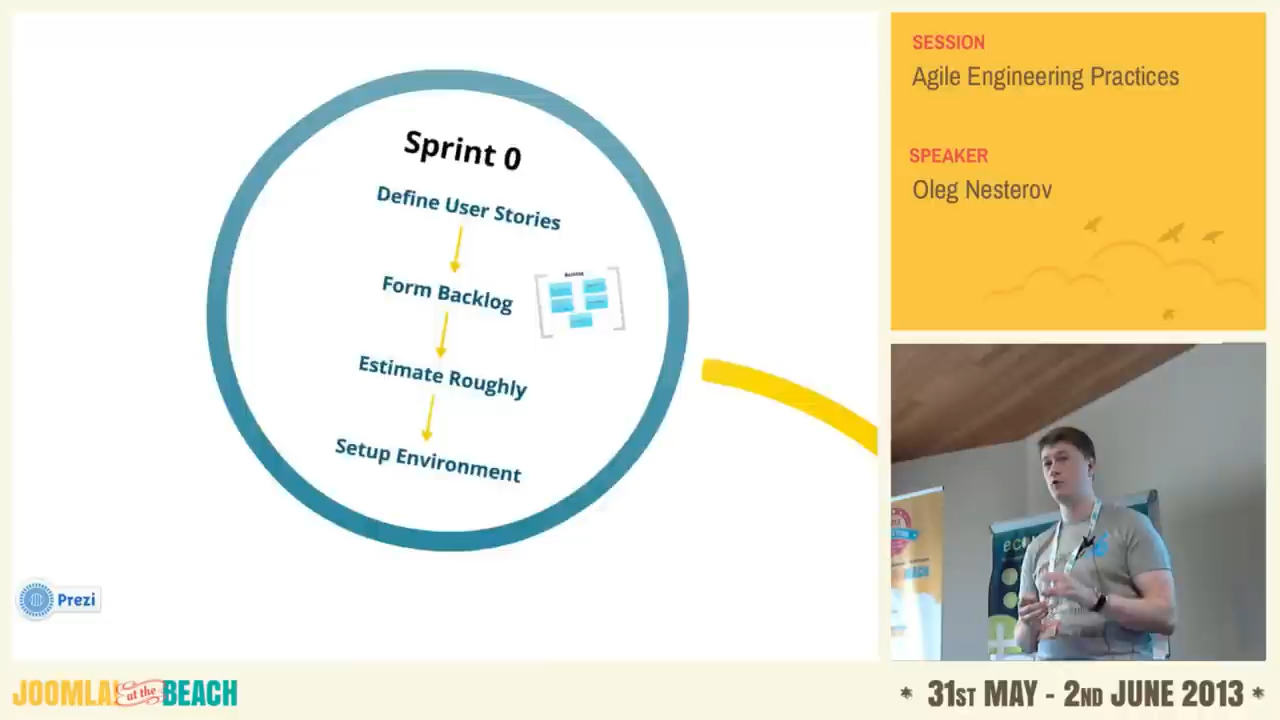 Sprint 0
Define User Stories
Form Backlog
Estimate Roughly
Setup Environment
Prezi
SESSION
Agile Engineering Practices
SPEAKER
Oleg Nesterov
JOOMLA! at the BEACH
* 31ST MAY - 2ND JUNE 2013 *